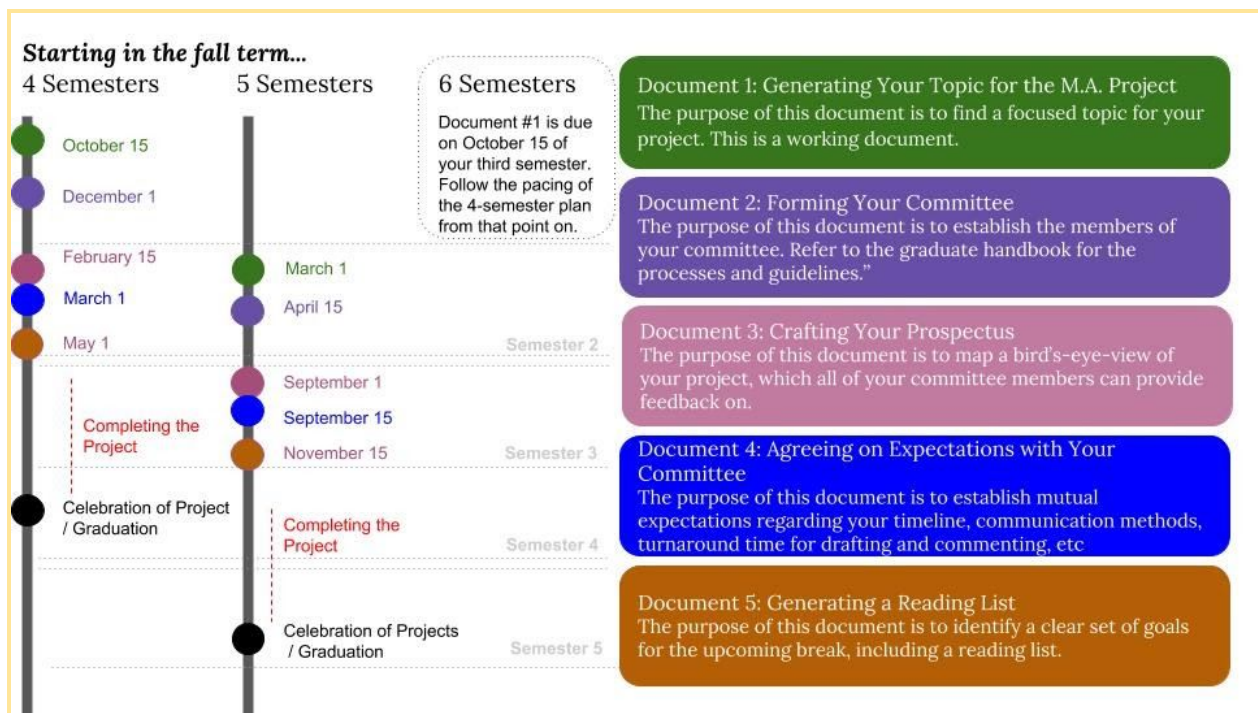 Starting in the fall term...
4 Semesters
October 15
December 1
February 15
March 1
May 1
Completing the
Project
Celebration of Project
/ Graduation
5 Semesters
March 1
April 15
September 1
September 15
November 15
Completing the
Project
Celebration of Projects
/ Graduation
6 Semesters
Document #1 is due
on October 15 of
your third semester.
Follow the pacing of
the 4-semester plan
from that point on.
Semester 2
Semester 3
Semester 4
Semester 5
Document 1: Generating Your Topic for the M.A. Project
The purpose of this document is to find a focused topic for your
project. This is a working document.
Document 2: Forming Your Committee
The purpose of this document is to establish the members of
your committee. Refer to the graduate handbook for the
processes and guidelines.”
Document 3: Crafting Your Prospectus
The purpose of this document is to map a bird’s-eye-view of
your project, which all of your committee members can provide
feedback on.
Document 4: Agreeing on Expectations with Your
Committee
The purpose of this document is to establish mutual
expectations regarding your timeline, communication methods,
turnaround time for drafting and commenting, etc
Document 5: Generating a Reading List
The purpose of this document is to identify a clear set of goals
for the upcoming break, including a reading list.